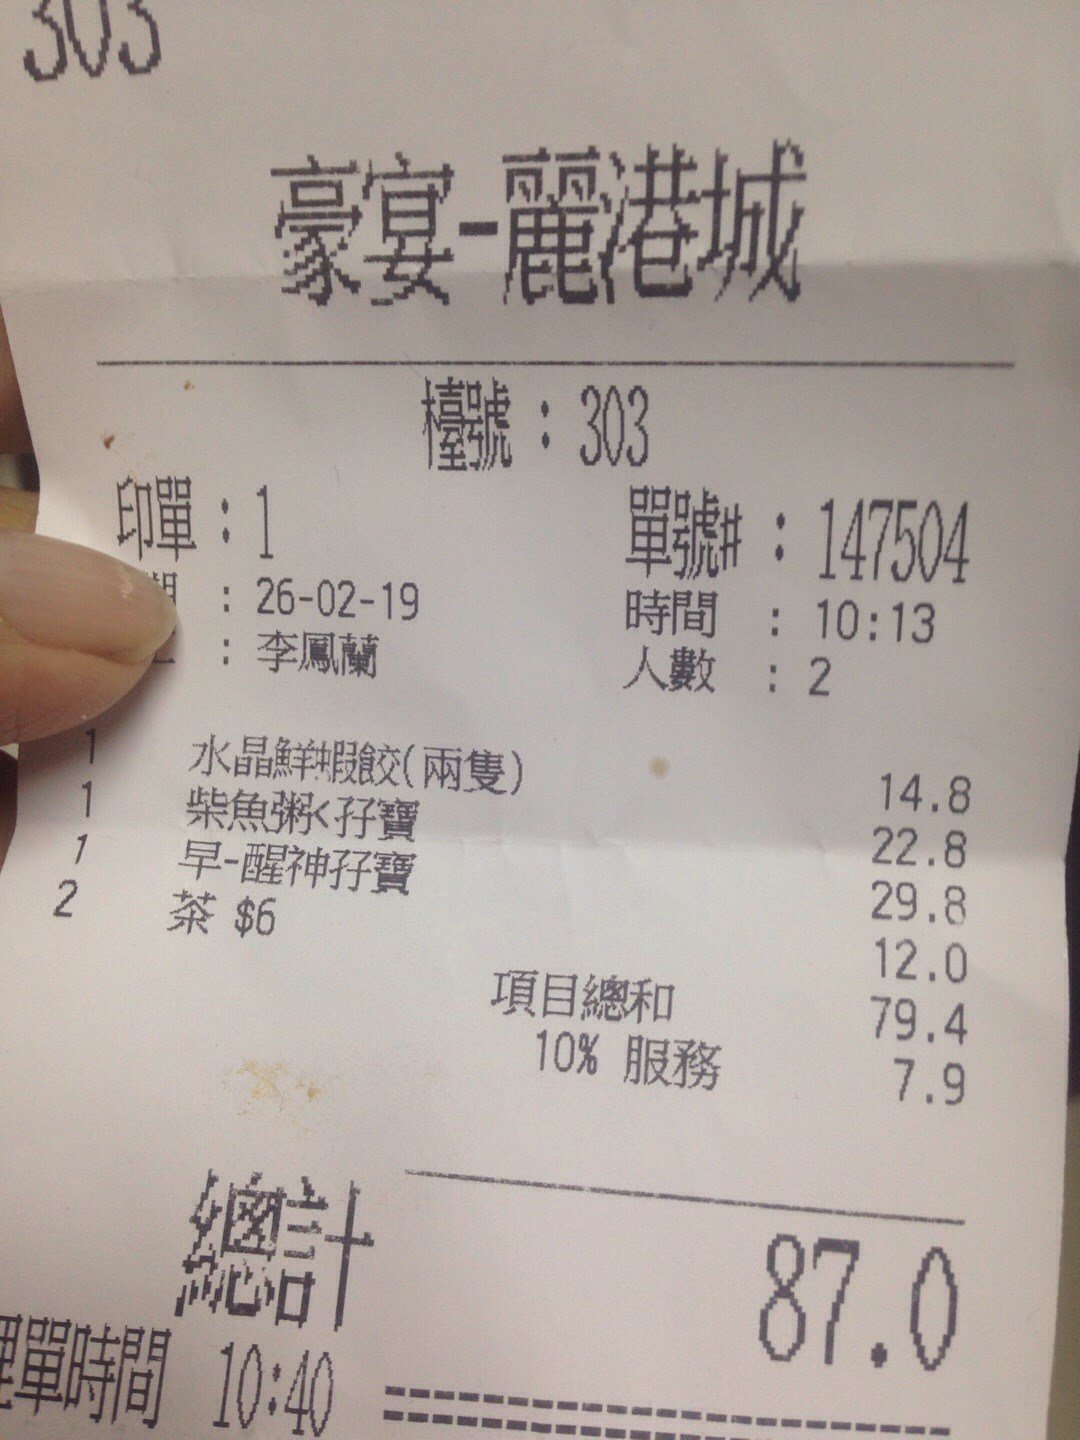 303
豪宴-麗港城
檯號：303
印單：1 單號#：147504
：26-02-19 時間：10:13
：李鳳蘭 人數：2
1 水晶鮮蝦餃(兩隻) 14.8
1 柴魚粥<孖寶 22.8
1 早-醒神孖寶 29.8
2 茶 $6 12.0
項目總和 79.4
10% 服務 7.9
總計 87.0
單時間 10:40